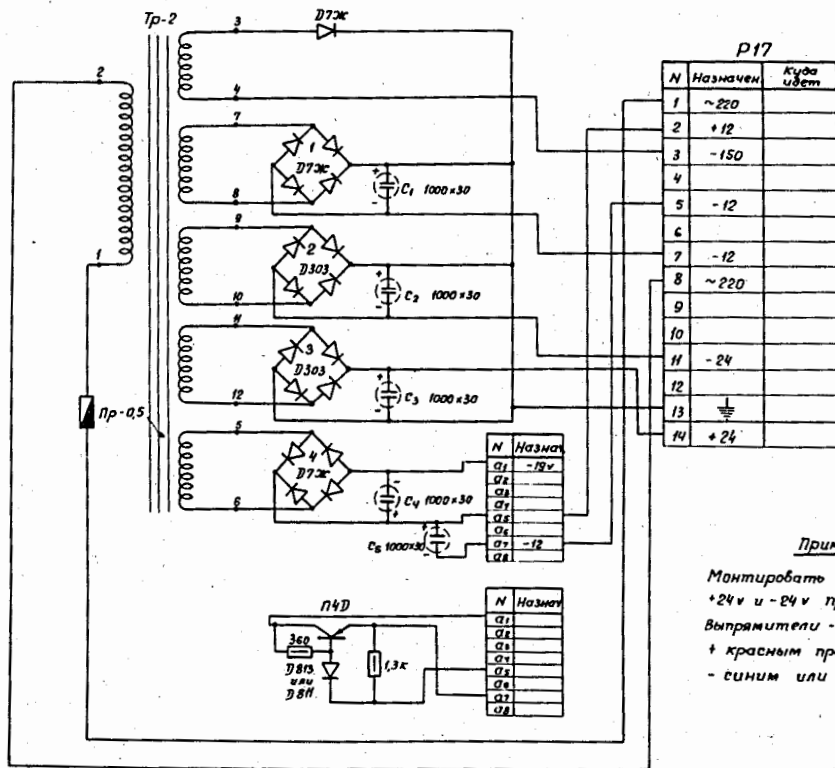 Тр-2
3
Д7Ж
4
2
1
7
1
Д7Ж
8
+
-
C1 1000×30
9
2
Д303
10
+
-
C2 1000×30
11
3
Д303
12
+
-
C3 1000×30
Пр-0,5
5
4
Д7Ж
6
-
+
C4 1000×30
+
-
C5 1000×30
N Назнач.
a1 -19v
a2
a3
a4
a5
a6
a7 -12
a8
P17
N Назначен. Куда идет
1 ~220
2 +12
3 -150
4
5 -12
6
7 -12
8 ~220
9
10
11 -24
12
13
14 +24
П4D
360
Д813
или
Д811
1,3к
N Назнач
a1
a2
a3
a4
a5
a6
a7
a8
Прим
Монтировать
+24v и -24v пр
Выпрямители -
+ красным пр
- синим или